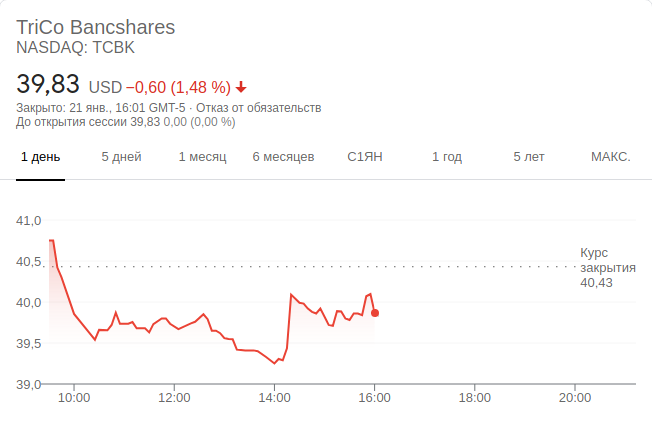 TriCo Bancshares
NASDAQ: TCBK
39,83 USD −0,60 (1,48 %)
Закрыто: 21 янв., 16:01 GMT-5 · Отказ от обязательств
До открытия сессии 39,83 0,00 (0,00 %)
1 день 5 дней 1 месяц 6 месяцев С1ЯН 1 год 5 лет МАКС.
41,0
40,5
40,0
39,5
39,0
Курс
закрытия
40,43
10:00 12:00 14:00 16:00 18:00 20:00